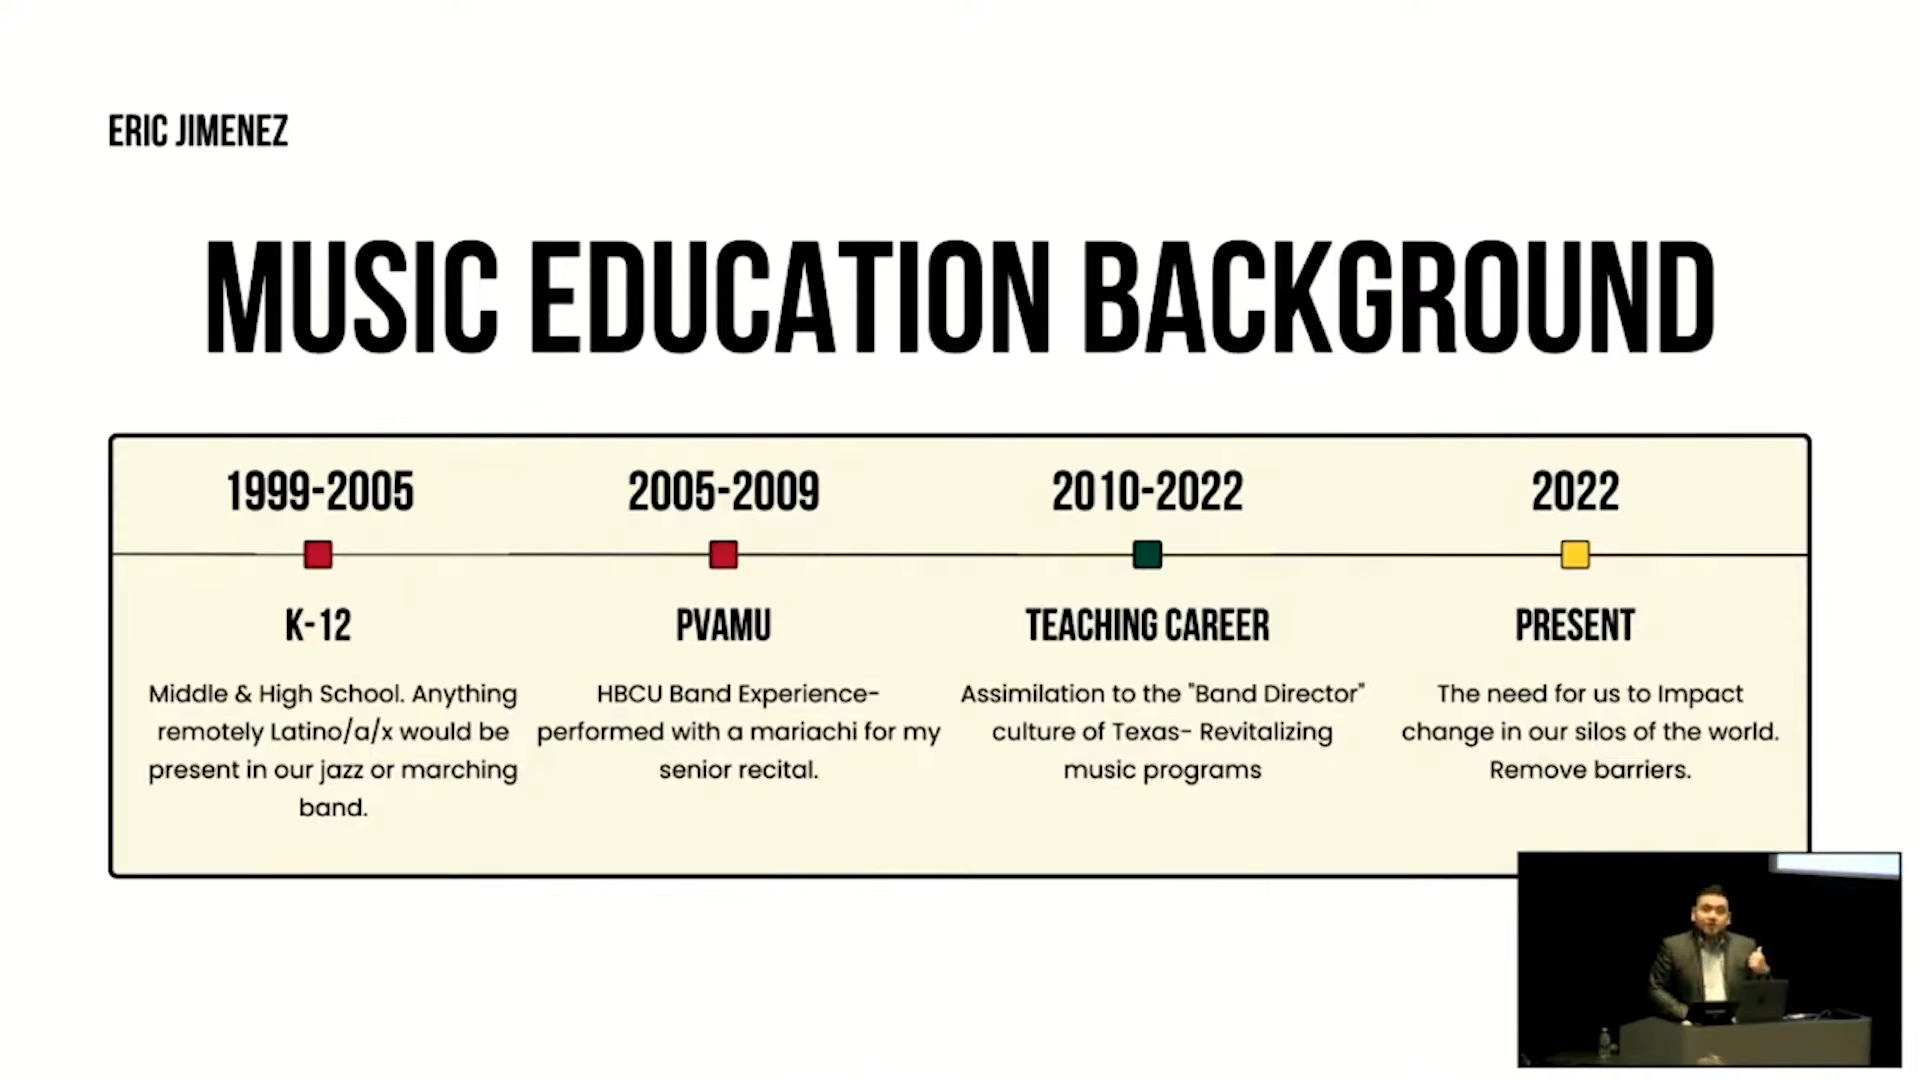 ERIC JIMENEZ
MUSIC EDUCATION BACKGROUND
1999-2005
K-12
Middle & High School. Anything
remotely Latino/a/x would be
present in our jazz or marching
band.
2005-2009
PVAMU
HBCU Band Experience-
performed with a mariachi for my
senior recital.
2010-2022
TEACHING CAREER
Assimilation to the "Band Director"
culture of Texas- Revitalizing
music programs
2022
PRESENT
The need for us to Impact
change in our silos of the world.
Remove barriers.